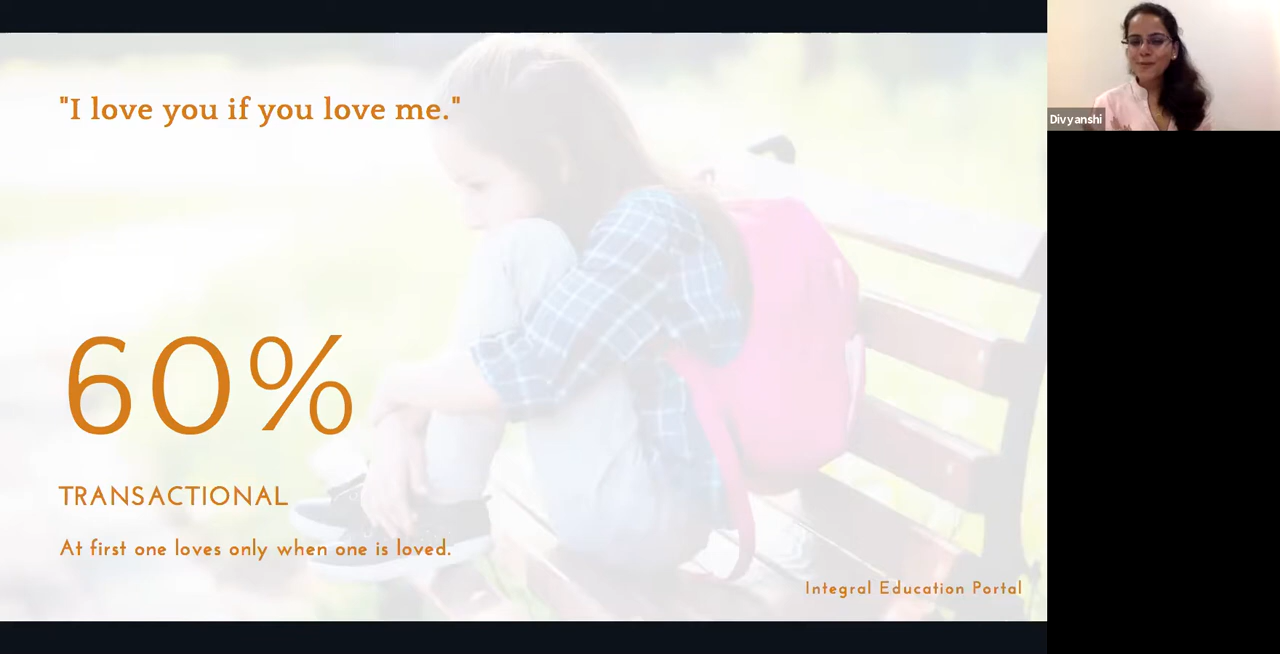 "I love you if you love me."
60%
TRANSACTIONAL
At first one loves only when one is loved.
Integral Education Portal
Divyanshi